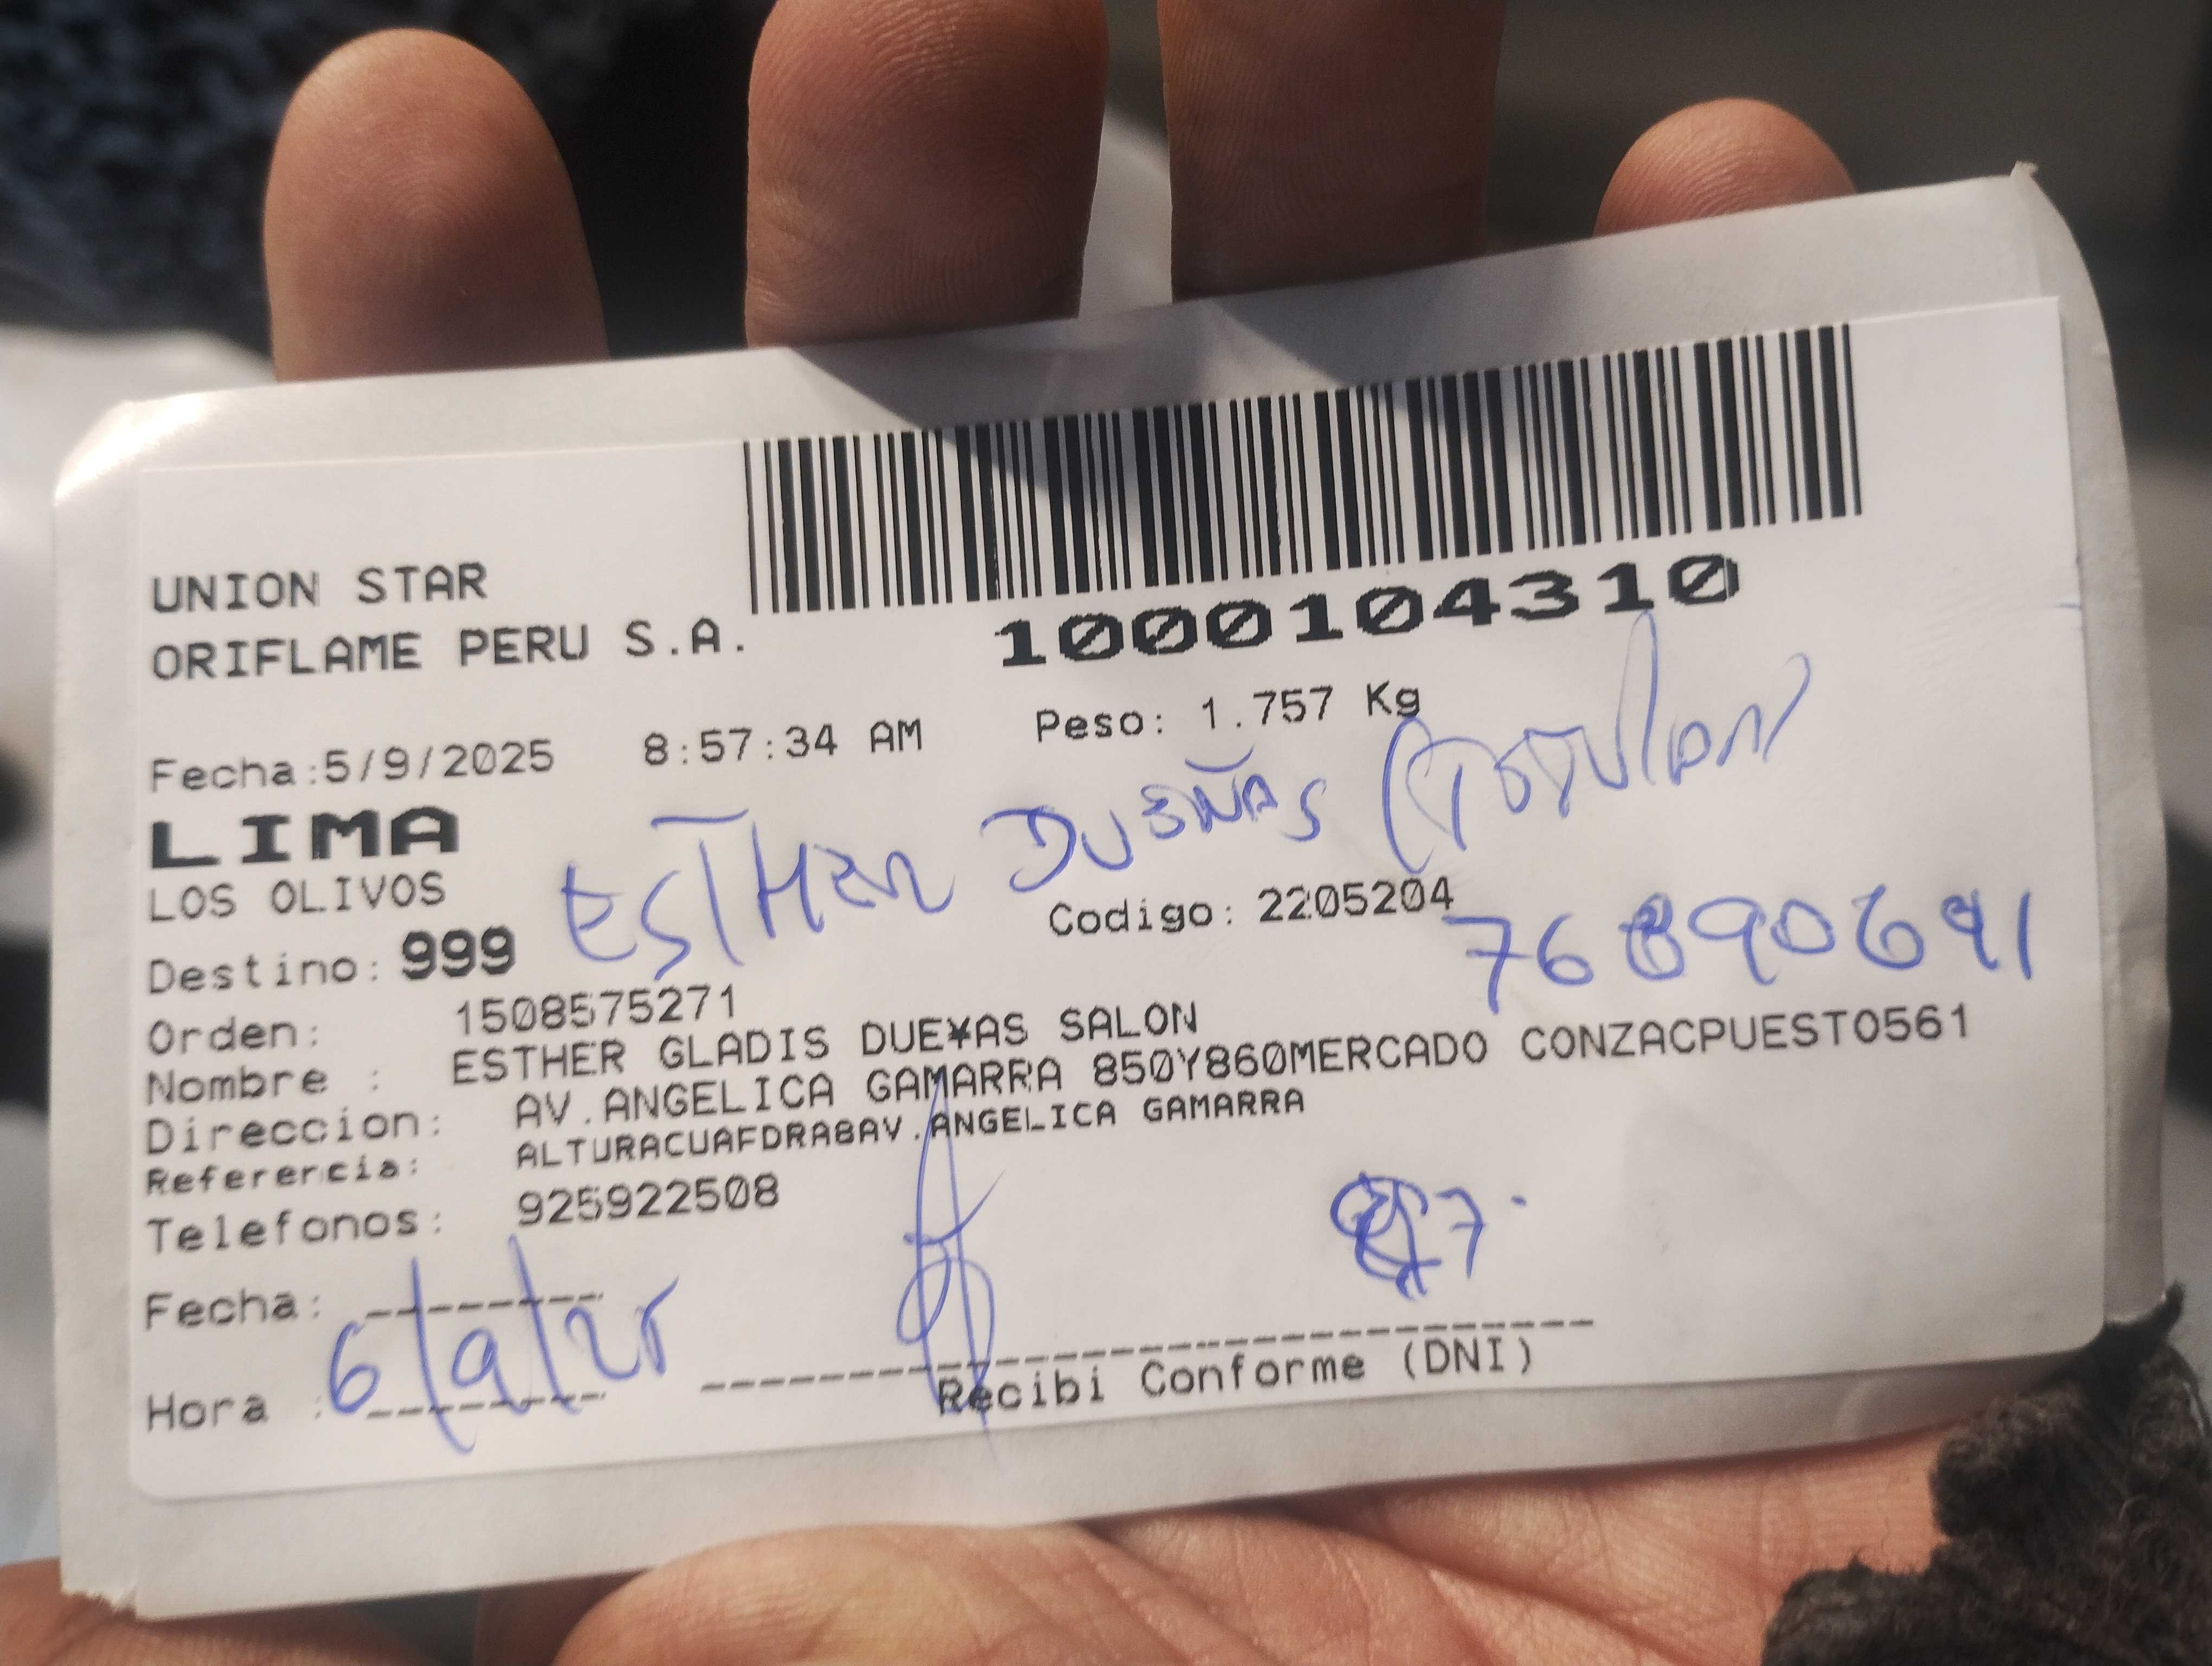 UNION STAR
ORIFLAME PERU S.A.
1000104310
Fecha:5/9/2025 8:57:34 AM Peso: 1.757 Kg
LIMA
ESTHER DUEÑAS
LOS OLIVOS
Codigo: 2205204
Destino: 999
76890691
Orden: 1508575271
Nombre : ESTHER GLADIS DUE¥AS SALON
Direccion: AV.ANGELICA GAMARRA 850Y860MERCADO CONZACPUESTO561
Referercia: ALTURACUAFDRA8AV.ANGELICA GAMARRA
Telefonos: 925922508
Fecha: 6/9/25
Hora :
Recibi Conforme (DNI)